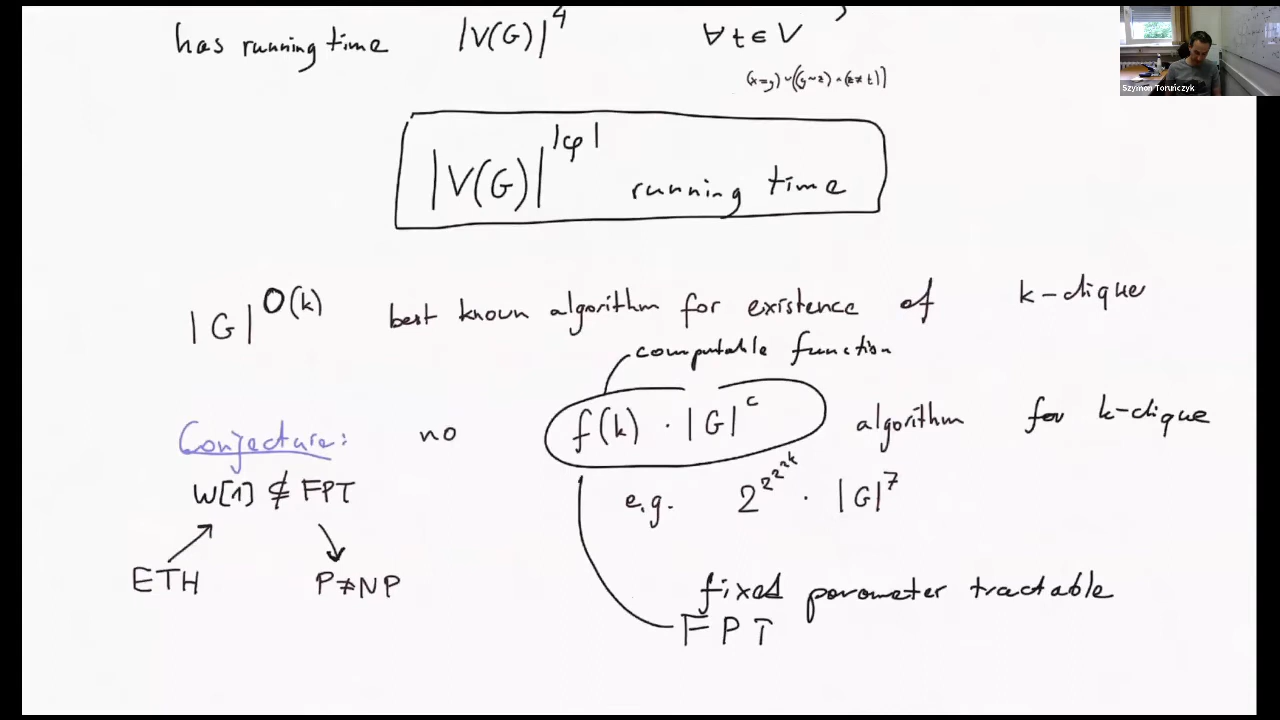 has running time |V(G)|^4 ∀ t ∈ V
(x=y) ∨ ((y~z) ∧ (z≠t))
|V(G)|^|φ| running time
|G|^O(k) best known algorithm for existence of k-clique
computable function
Conjecture: no f(k) · |G|^c algorithm for k-clique
W[1] ⊈ FPT e.g. 2^2^2^2^k · |G|^7
ETH P≠NP fixed parameter tractable
FPT
Szymon Toruńczyk